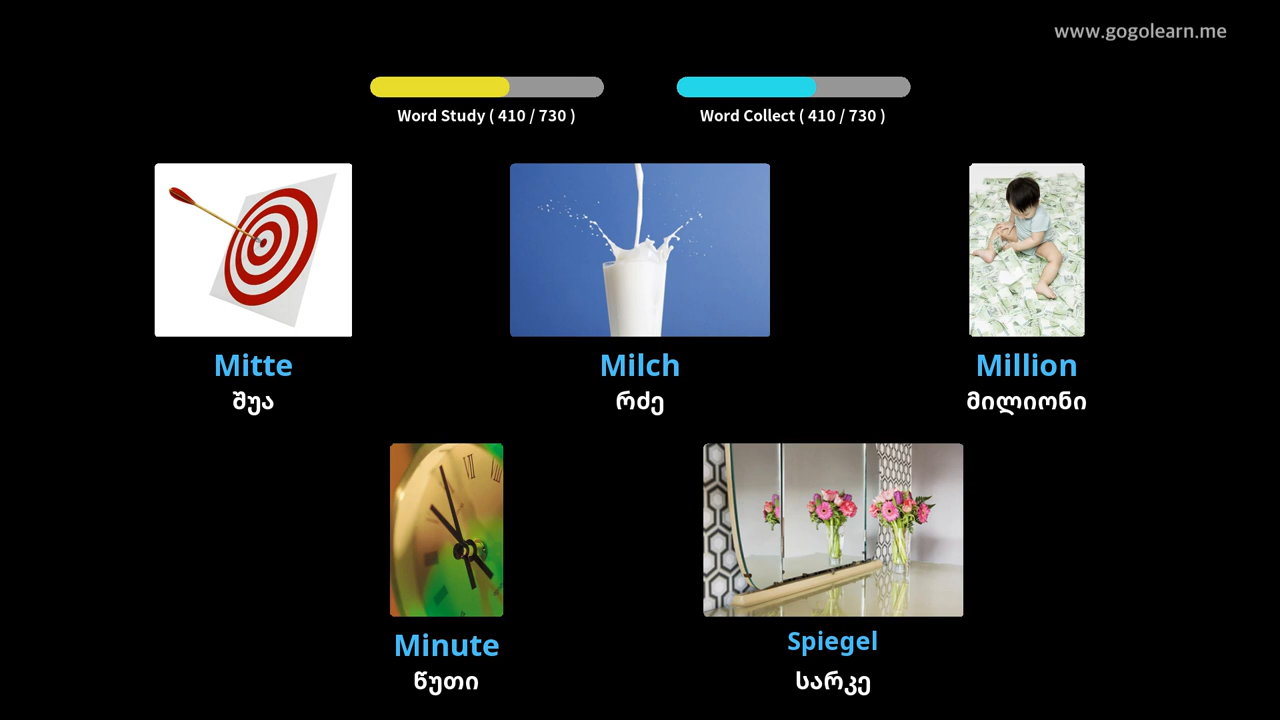 www.gogolearn.me
Word Study ( 410 / 730 )
Word Collect ( 410 / 730 )
Mitte
შუა
Milch
რძე
Million
მილიონი
Minute
წუთი
Spiegel
სარკე